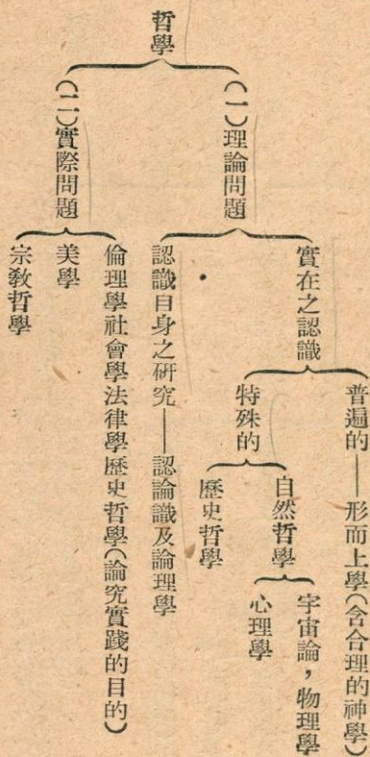 哲學
(一)理論問題
實在之認識
普遍的——形而上學(含合理的神學)
特殊的
自然哲學
宇宙論,物理學
心理學
歷史哲學
認識自身之研究——認論識及論理學
(二)實際問題
倫理學社會學法律學歷史哲學(論究實踐的目的)
美學
宗教哲學